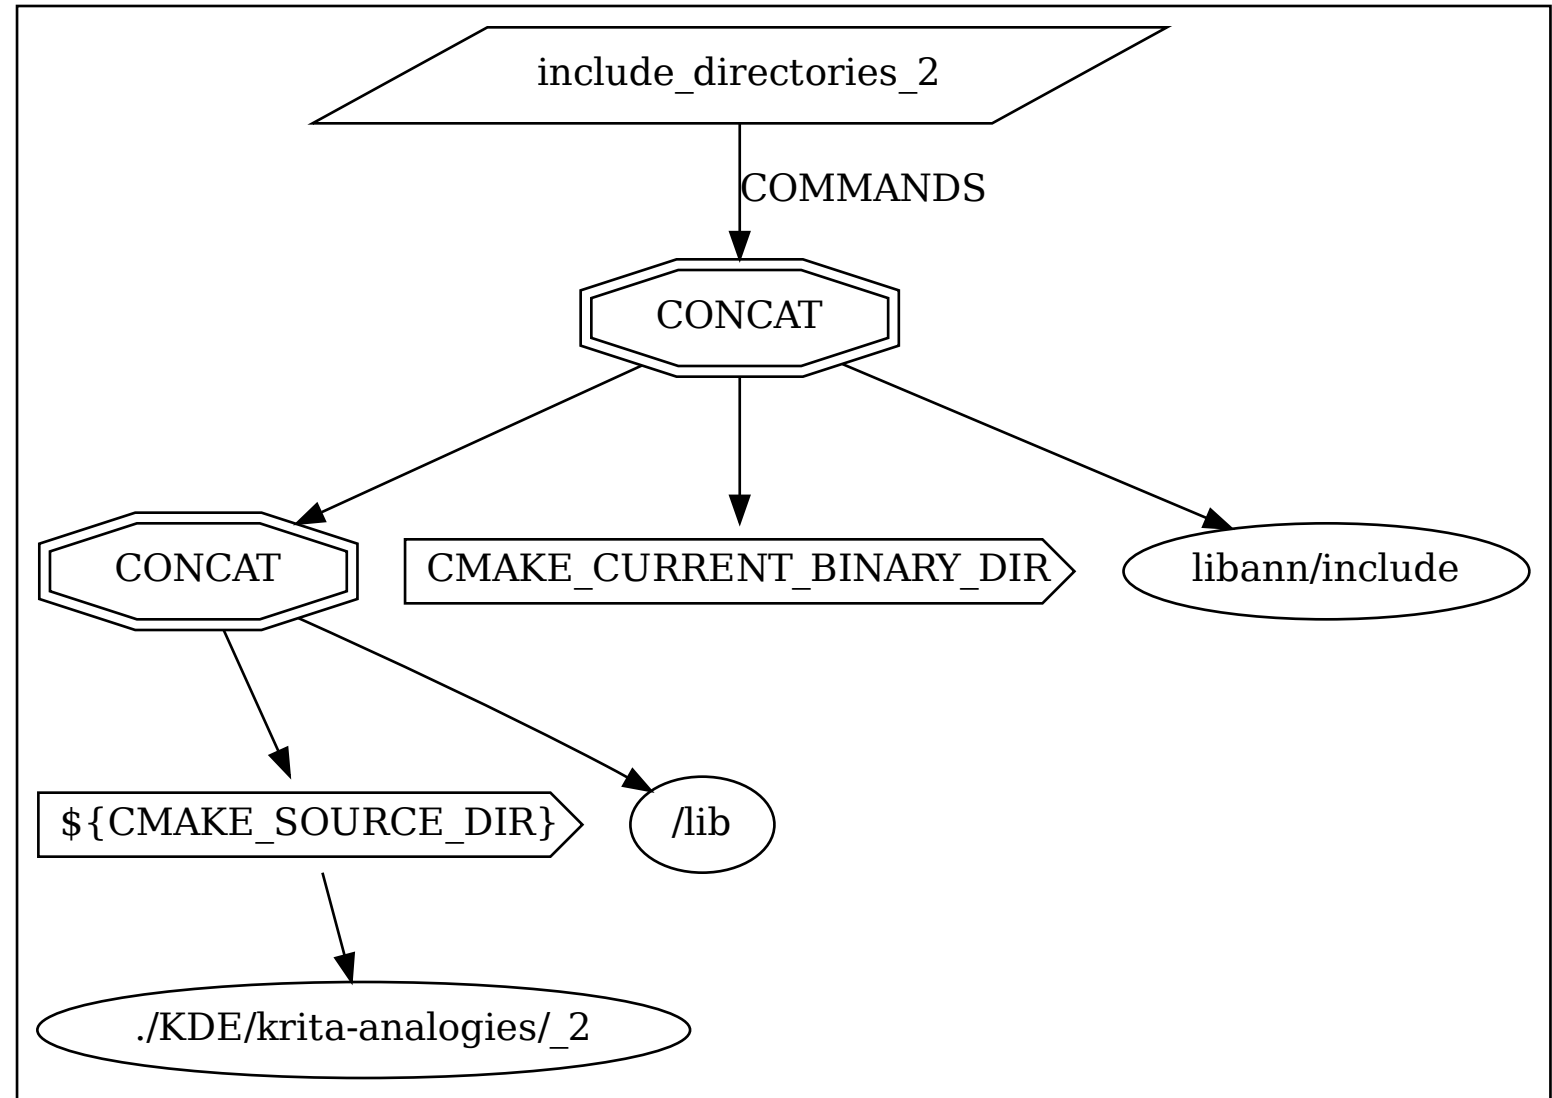 include_directories_2
COMMANDS
CONCAT
CONCAT
CMAKE_CURRENT_BINARY_DIR
libann/include
${CMAKE_SOURCE_DIR}
/lib
./KDE/krita-analogies/_2